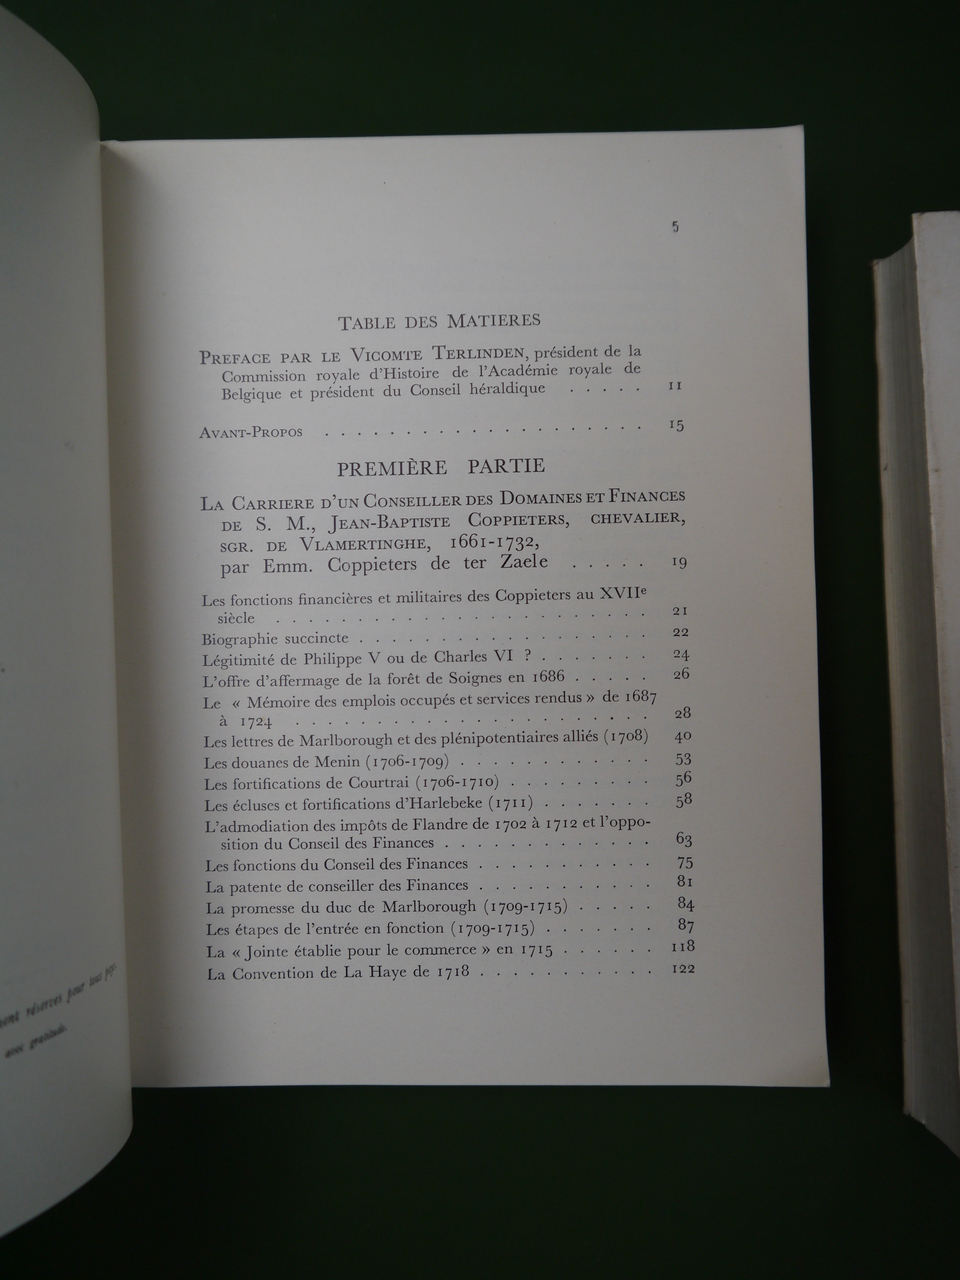 5
TABLE DES MATIERES
PREFACE PAR LE VICOMTE TERLINDEN, président de la
Commission royale d'Histoire de l'Académie royale de
Belgique et président du Conseil héraldique . . . . . 11
AVANT-PROPOS . . . . . . . . . . . . . . . . . . . . 15
PREMIÈRE PARTIE
LA CARRIERE D'UN CONSEILLER DES DOMAINES ET FINANCES
DE S. M., JEAN-BAPTISTE COPPIETERS, CHEVALIER,
SGR. DE VLAMERTINGHE, 1661-1732,
par Emm. Coppieters de ter Zaele . . . . . 19
Les fonctions financières et militaires des Coppieters au XVIIe
siècle . . . . . . . . . . . . . . . . . . . . . . . 21
Biographie succincte . . . . . . . . . . . . . . . . . . 22
Légitimité de Philippe V ou de Charles VI ? . . . . . . . 24
L'offre d'affermage de la forêt de Soignes en 1686 . . . . . 26
Le « Mémoire des emplois occupés et services rendus » de 1687
à 1724 . . . . . . . . . . . . . . . . . . . . . . 28
Les lettres de Marlborough et des plénipotentiaires alliés (1708) 40
Les douanes de Menin (1706-1709) . . . . . . . . . . . . 53
Les fortifications de Courtrai (1706-1710) . . . . . . . . . 56
Les écluses et fortifications d'Harlebeke (1711) . . . . . . . 58
L'admodiation des impôts de Flandre de 1702 à 1712 et l'oppo-
sition du Conseil des Finances . . . . . . . . . . . . . 63
Les fonctions du Conseil des Finances . . . . . . . . . . . 75
La patente de conseiller des Finances . . . . . . . . . . . 81
La promesse du duc de Marlborough (1709-1715) . . . . . 84
Les étapes de l'entrée en fonction (1709-1715) . . . . . . . 87
La « Jointe établie pour le commerce » en 1715 . . . . . . 118
La Convention de La Haye de 1718 . . . . . . . . . . . 122
réservés pour tous pays.
avec gratitude.